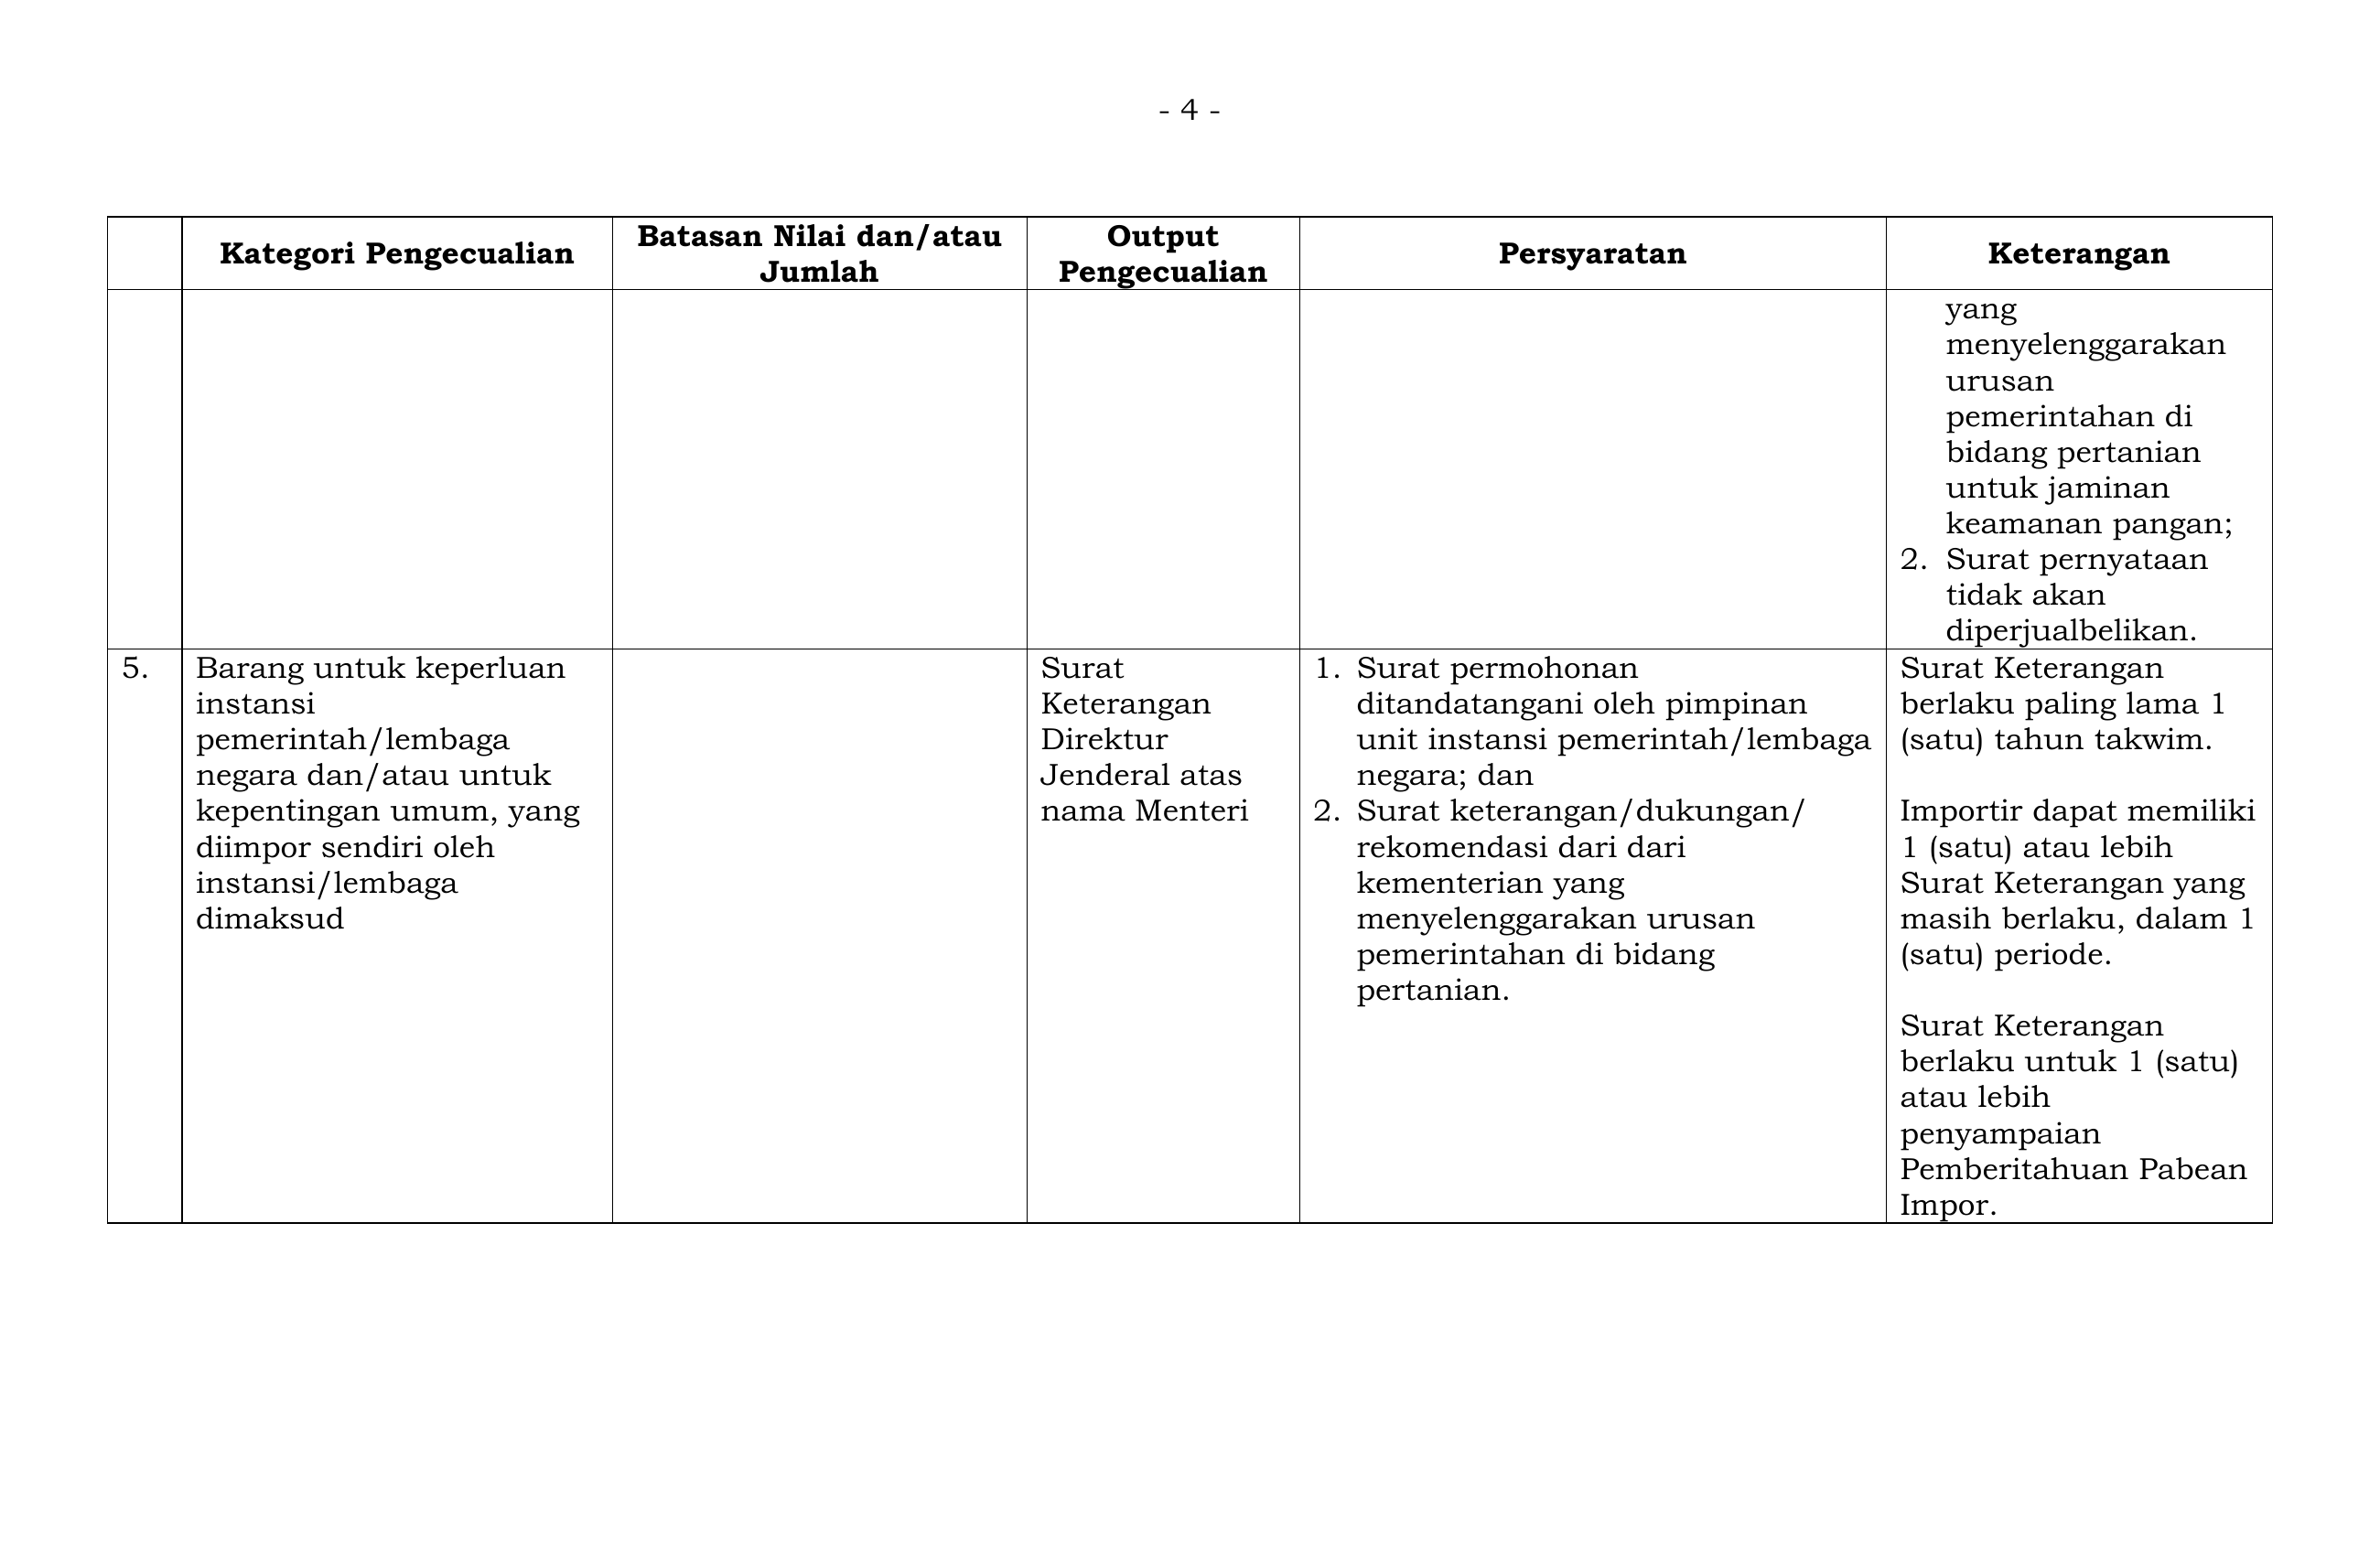 - 4 -
Kategori Pengecualian
Batasan Nilai dan/atau
Jumlah
Output
Pengecualian
Persyaratan
Keterangan
yang
menyelenggarakan
urusan
pemerintahan di
bidang pertanian
untuk jaminan
keamanan pangan;
2. Surat pernyataan
tidak akan
diperjualbelikan.
5.
Barang untuk keperluan
instansi
pemerintah/lembaga
negara dan/atau untuk
kepentingan umum, yang
diimpor sendiri oleh
instansi/lembaga
dimaksud
Surat
Keterangan
Direktur
Jenderal atas
nama Menteri
1. Surat permohonan
ditandatangani oleh pimpinan
unit instansi pemerintah/lembaga
negara; dan
2. Surat keterangan/dukungan/
rekomendasi dari dari
kementerian yang
menyelenggarakan urusan
pemerintahan di bidang
pertanian.
Surat Keterangan
berlaku paling lama 1
(satu) tahun takwim.
Importir dapat memiliki
1 (satu) atau lebih
Surat Keterangan yang
masih berlaku, dalam 1
(satu) periode.
Surat Keterangan
berlaku untuk 1 (satu)
atau lebih
penyampaian
Pemberitahuan Pabean
Impor.